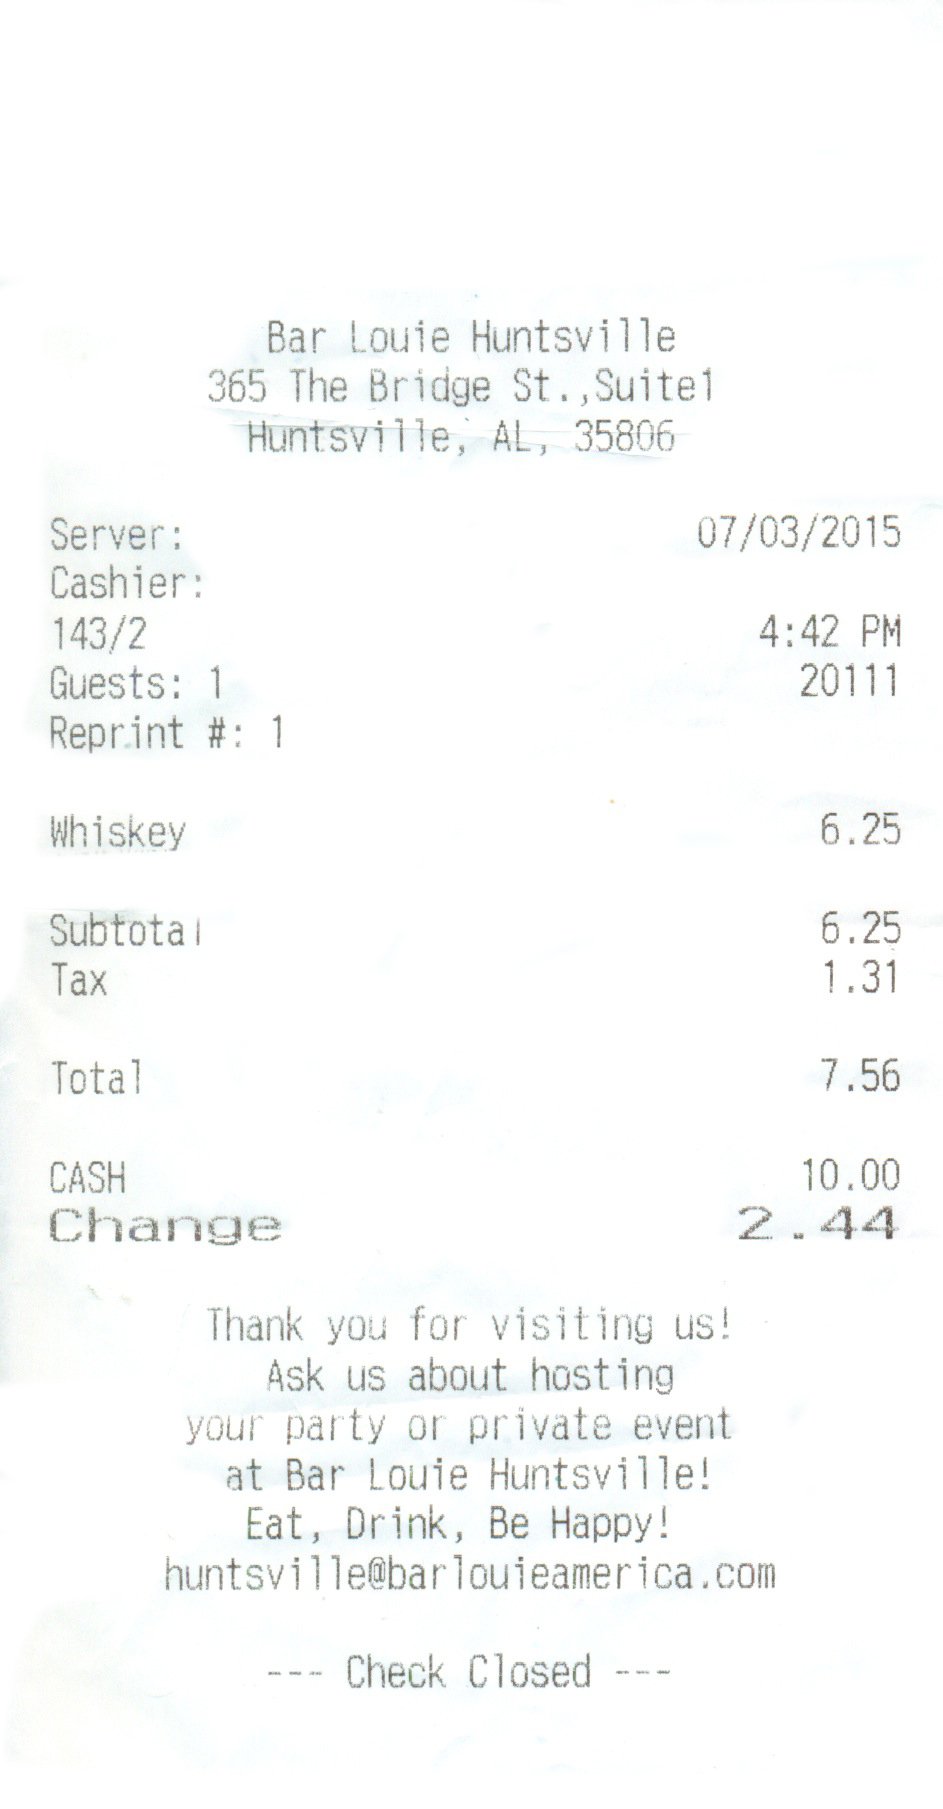 Bar Louie Huntsville
365 The Bridge St.,Suite1
Huntsville, AL, 35806
Server: 07/03/2015
Cashier:
143/2 4:42 PM
Guests: 1 20111
Reprint #: 1
Whiskey 6.25
Subtotal 6.25
Tax 1.31
Total 7.56
CASH 10.00
Change 2.44
Thank you for visiting us!
Ask us about hosting
your party or private event
at Bar Louie Huntsville!
Eat, Drink, Be Happy!
huntsville@barlouieamerica.com
--- Check Closed ---